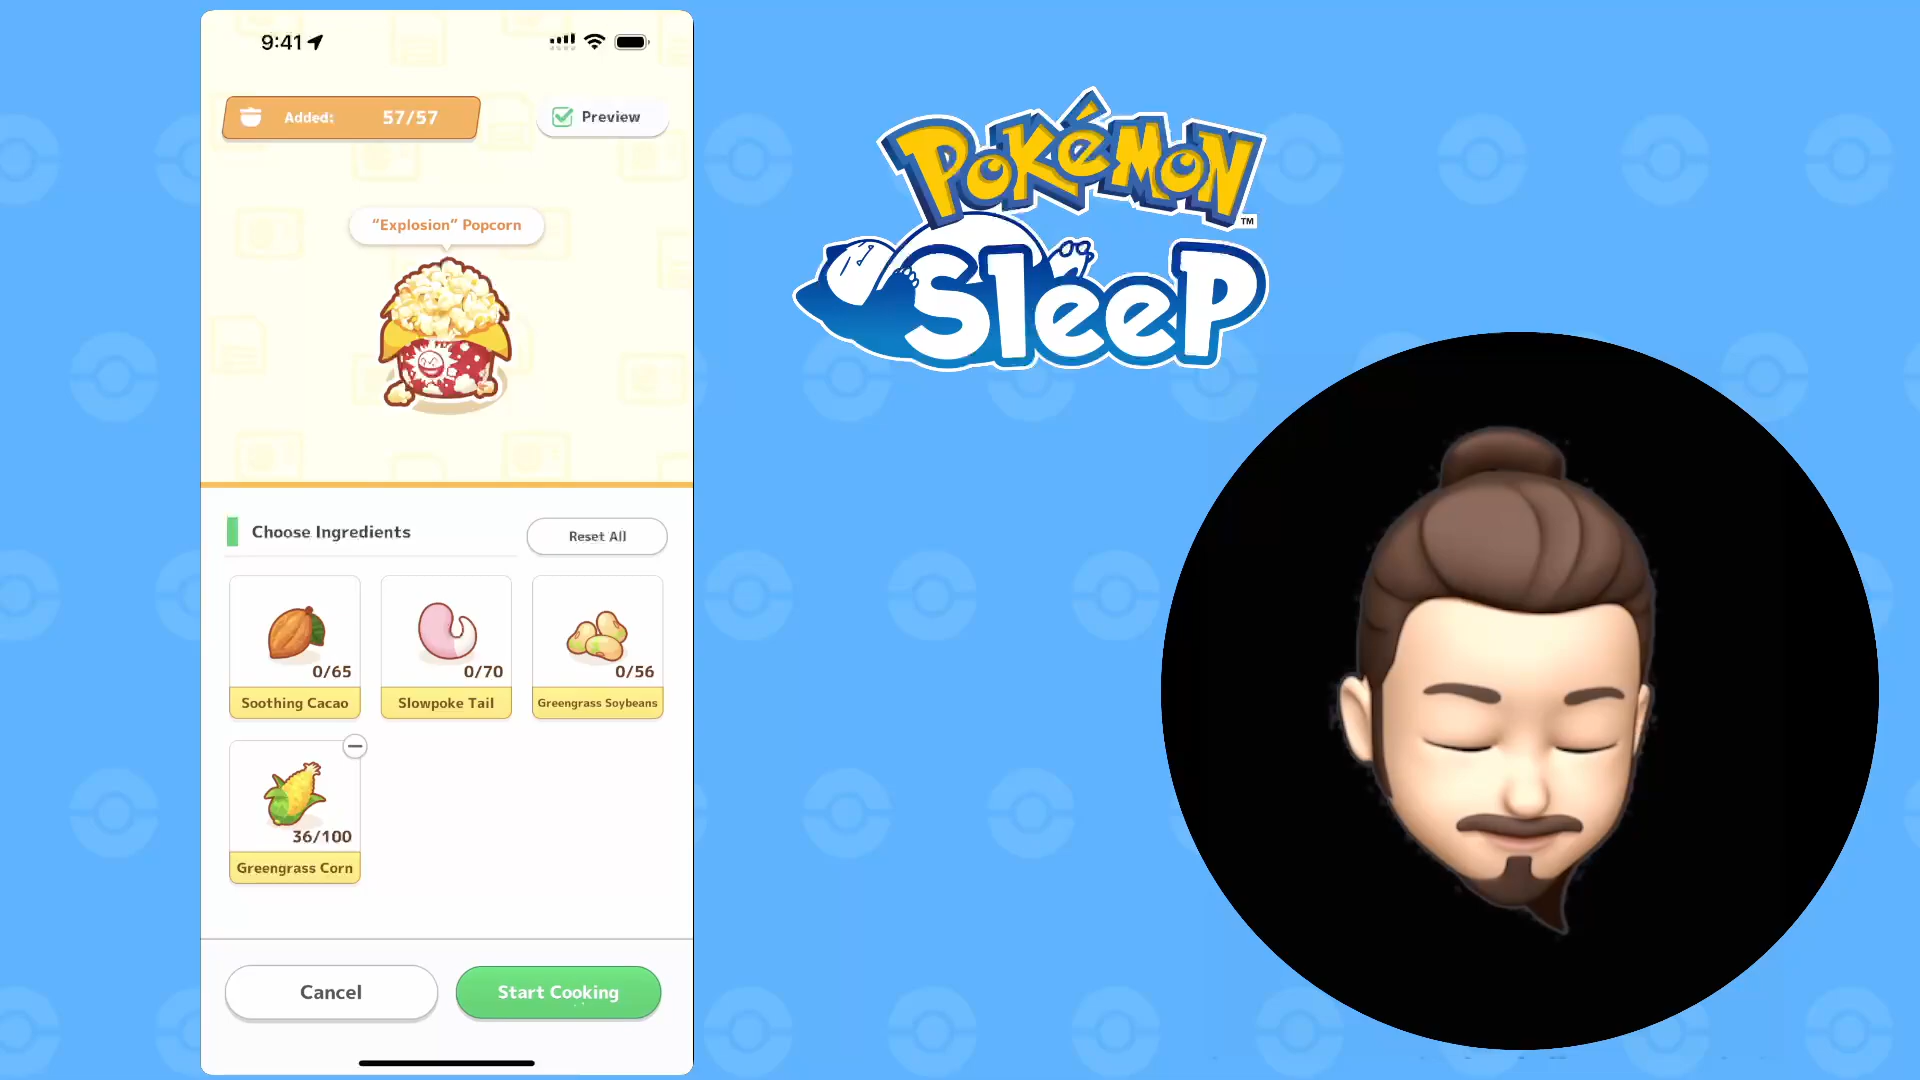 9:41
Added: 57/57
Preview
“Explosion” Popcorn
Choose Ingredients
Reset All
0/65
0/70
0/56
Soothing Cacao
Slowpoke Tail
Greengrass Soybeans
36/100
Greengrass Corn
Cancel
Start Cooking
POKéMON
TM
Sleep